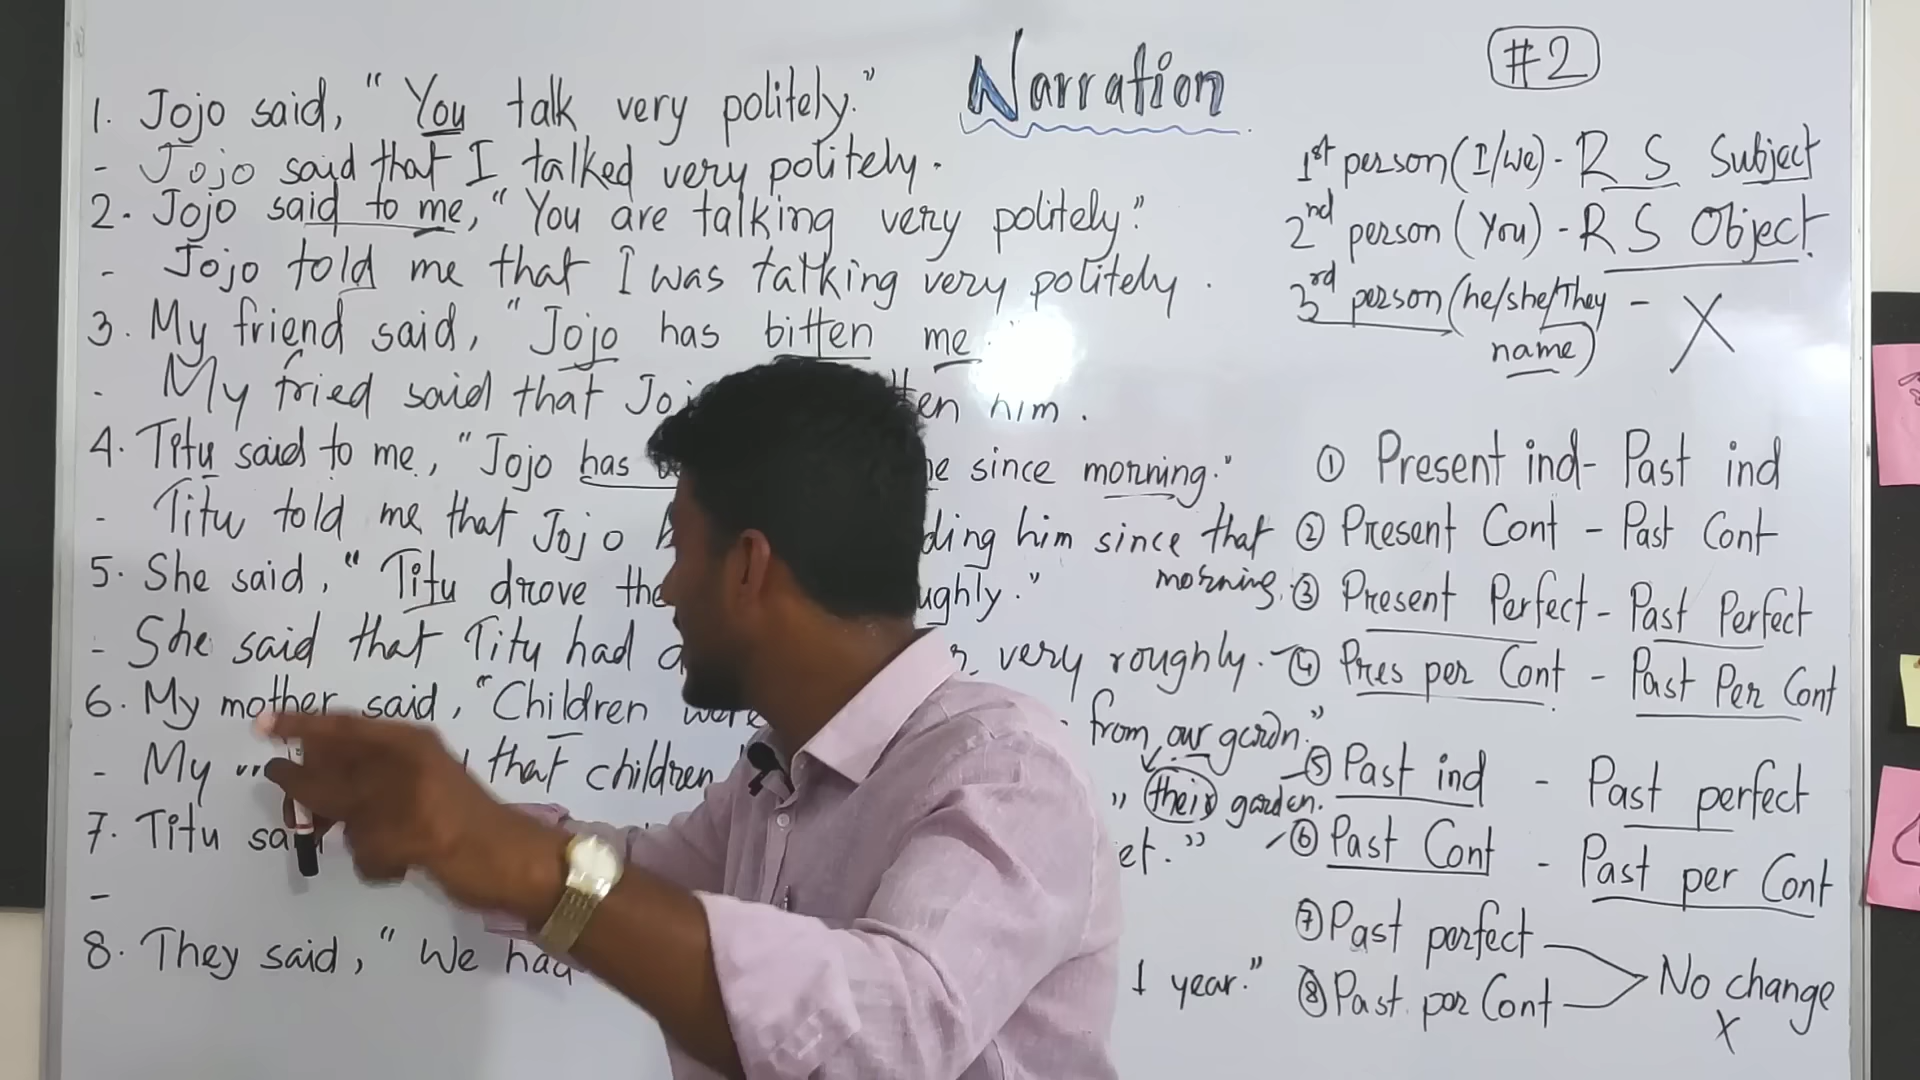 Narration
#2
1. Jojo said, "You talk very politely."
- Jojo said that I talked very politely.
2. Jojo said to me, "You are talking very politely."
- Jojo told me that I was talking very politely.
3. My friend said, "Jojo has bitten me."
- My fried said that him.
4. Titu said to me, "Jojo has since morning."
- Titu told me that Jojo him since that morning.
5. She said, "Titu drove
- She said that Titu had very roughly.
6. My mother said, "Children were from our gardn."
- My that children " their garden.
7. Titu
-
8. They said, "We had 1 year."
1st person (I/we) - R S Subject
2nd person (You) - R S Object.
3rd person (he/she/They - X
name)
① Present ind - Past ind
② Present Cont - Past Cont
③ Present Perfect - Past Perfect
④ Pres per Cont - Past Per Cont
⑤ Past ind - Past perfect
⑥ Past Cont - Past per Cont
⑦ Past perfect
⑧ Past per Cont
No change
X